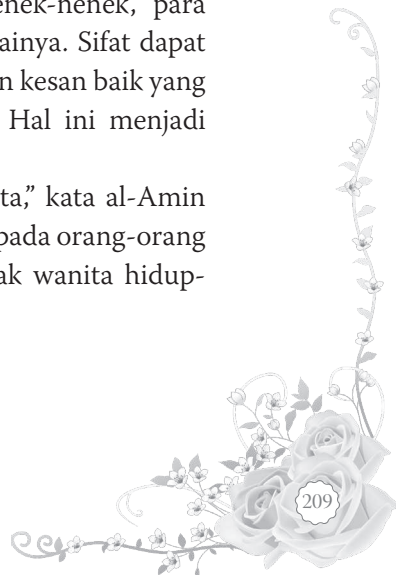 enek-nenek, para
ainya. Sifat dapat
n kesan baik yang
Hal ini menjadi
ta,” kata al-Amin
pada orang-orang
ak wanita hidup-
209